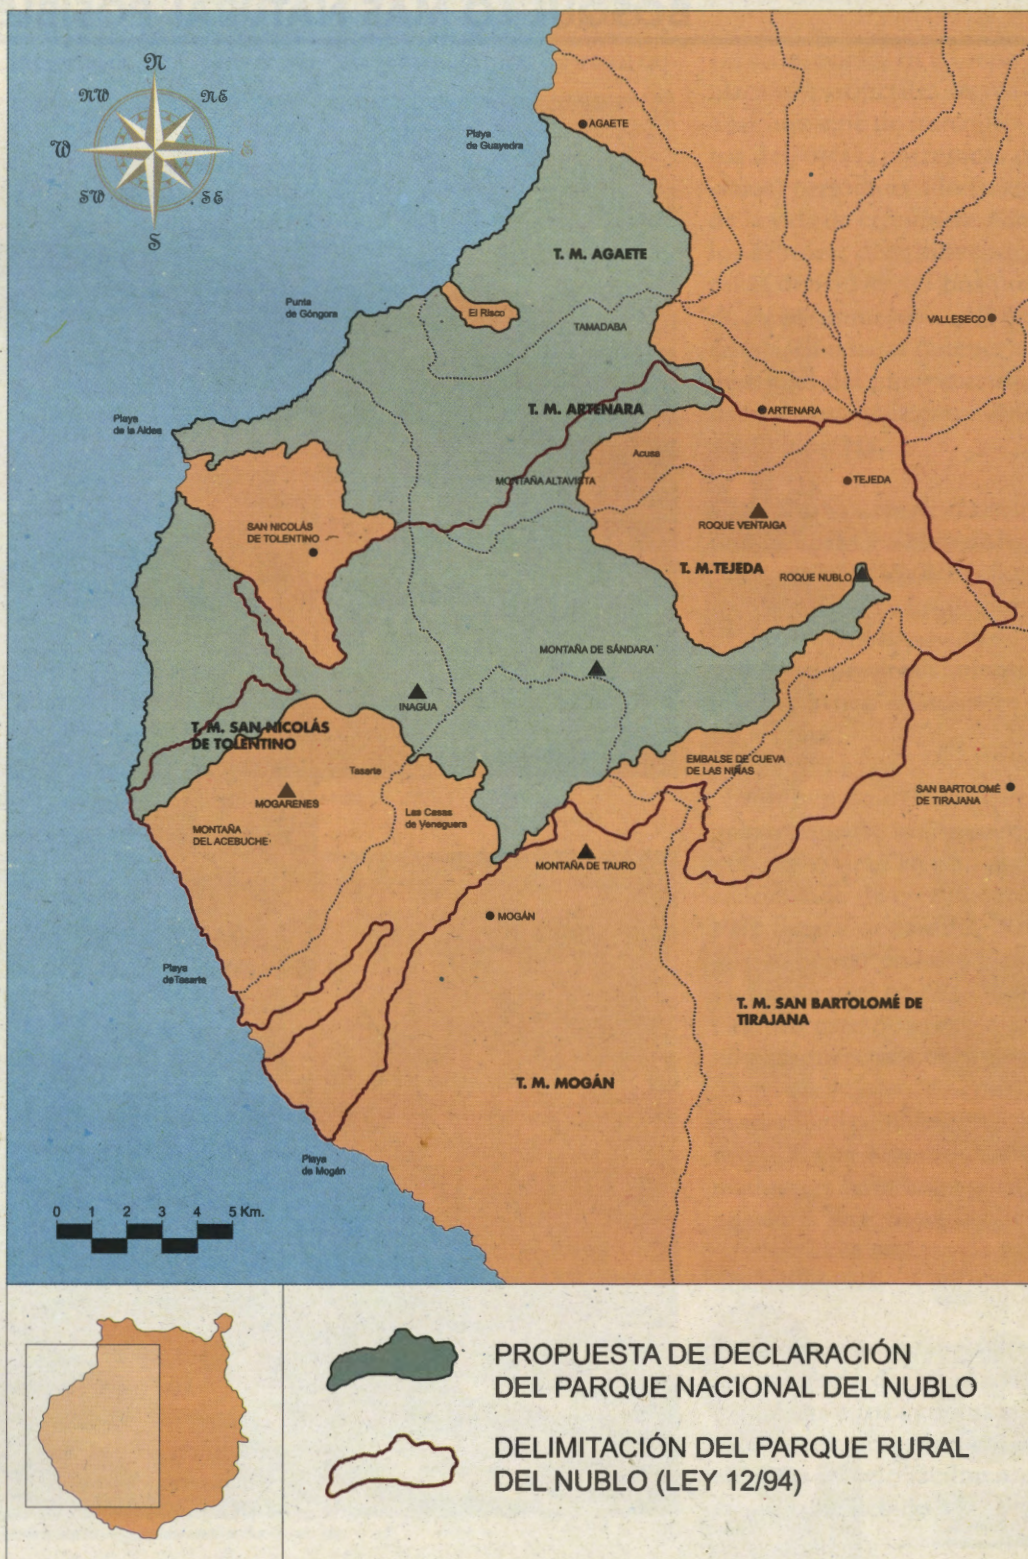 N
NW
NE
W
E
SW
SE
S
AGAETE
Playa
de Guayedra
T. M. AGAETE
Punta
de Góngora
El Risco
TAMADABA
VALLESECO
Playa
de la Aldea
T. M. ARTENARA
ARTENARA
Acusa
MONTAÑA ALTAVISTA
TEJEDA
SAN NICOLÁS
DE TOLENTINO
ROQUE VENTAIGA
T. M.TEJEDA
ROQUE NUBLO
MONTAÑA DE SÁNDARA
INAGUA
T. M. SAN NICOLÁS
DE TOLENTINO
EMBALSE DE CUEVA
DE LAS NIÑAS
Tasarte
MOGARENES
SAN BARTOLOMÉ
DE TIRAJANA
Las Casas
de Veneguera
MONTAÑA
DEL ACEBUCHE
MONTAÑA DE TAURO
MOGÁN
Playa
deTasarte
T. M. SAN BARTOLOMÉ DE
TIRAJANA
T. M. MOGÁN
Playa
de Mogán
0 1 2 3 4 5 Km.
PROPUESTA DE DECLARACIÓN
DEL PARQUE NACIONAL DEL NUBLO
DELIMITACIÓN DEL PARQUE RURAL
DEL NUBLO (LEY 12/94)